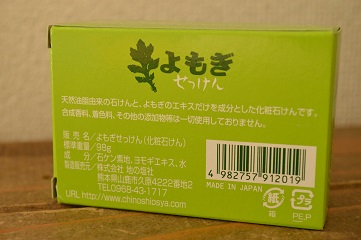 よもぎ
せっけん
天然油脂由来の石けんと、よもぎのエキスだけを成分とした化粧石けんです。
合成香料、着色料、その他の添加物等は一切使用しておりません。
販売名／よもぎせっけん（化粧石けん）
標準重量／98g
成分／石ケン素地、ヨモギエキス、水
製造販売元／株式会社 地の塩社
熊本県山鹿市久原4222番地2
TEL0968-43-1717
URL http://www.chinoshiosya.com
4 982757 912019
MADE IN JAPAN
紙
箱
プラ
PE,P